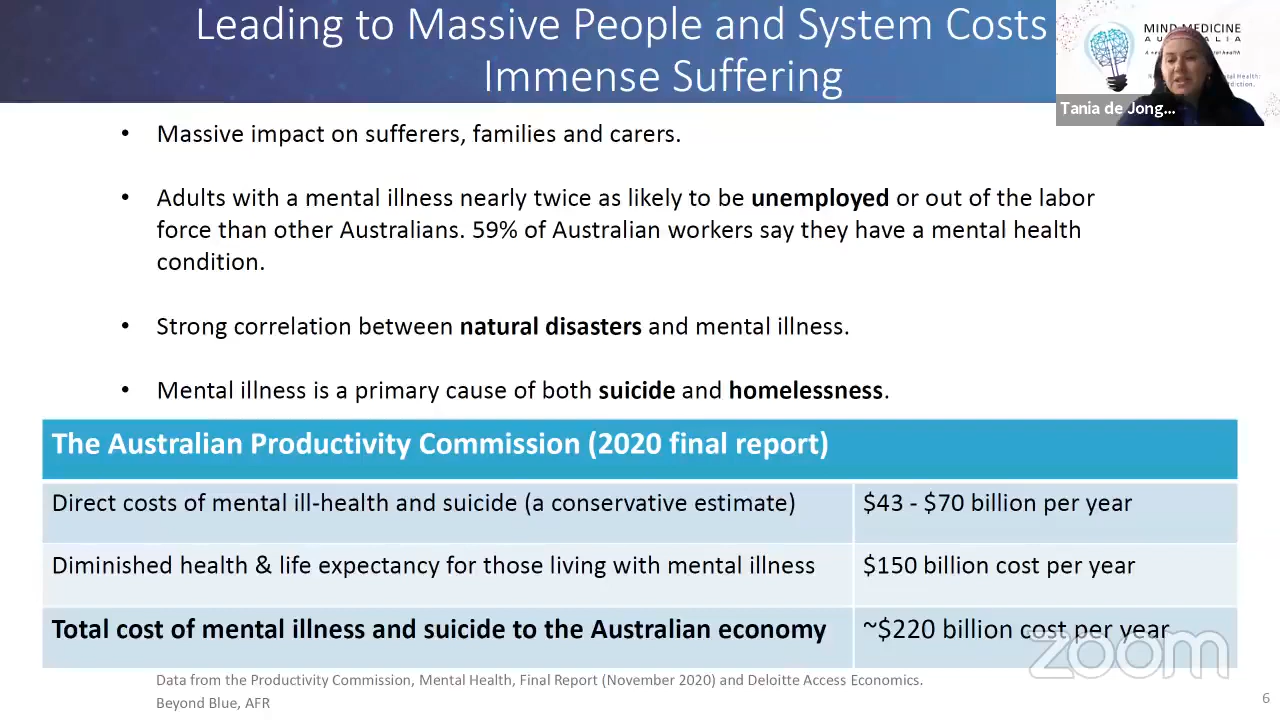 Leading to Massive People and System Costs
Immense Suffering
MIND MEDICINE
AUSTRALIA
Tania de Jong...
• Massive impact on sufferers, families and carers.
• Adults with a mental illness nearly twice as likely to be unemployed or out of the labor
force than other Australians. 59% of Australian workers say they have a mental health
condition.
• Strong correlation between natural disasters and mental illness.
• Mental illness is a primary cause of both suicide and homelessness.
The Australian Productivity Commission (2020 final report)
Direct costs of mental ill-health and suicide (a conservative estimate) $43 - $70 billion per year
Diminished health & life expectancy for those living with mental illness $150 billion cost per year
Total cost of mental illness and suicide to the Australian economy ~$220 billion cost per year
zoom
Data from the Productivity Commission, Mental Health, Final Report (November 2020) and Deloitte Access Economics.
Beyond Blue, AFR
6